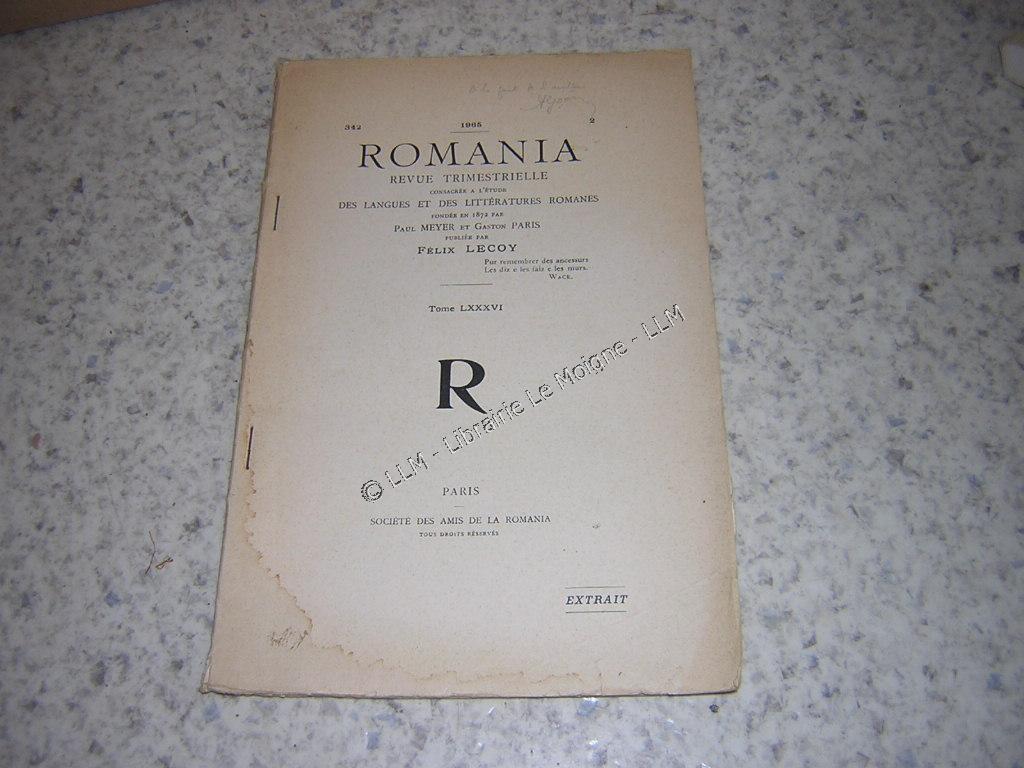 342 1965 2
ROMANIA
REVUE TRIMESTRIELLE
CONSACRÉE A L'ÉTUDE
DES LANGUES ET DES LITTÉRATURES ROMANES
FONDÉE EN 1872 PAR
PAUL MEYER ET GASTON PARIS
PUBLIÉE PAR
FÉLIX LECOY
Pur remembrer des ancessurs
Les diz e les faiz e les murs.
WACE.
Tome LXXXVI
R
© LLM - Librairie Le Moigne - LLM
PARIS
SOCIÉTÉ DES AMIS DE LA ROMANIA
TOUS DROITS RÉSERVÉS
EXTRAIT